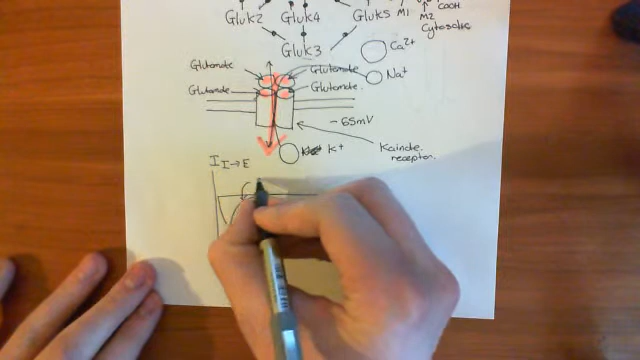 Gluk2 Gluk4 Gluk5 M1 M2 COOH
Cytosolic
Gluk3
Ca²⁺
Glutamate Glutamate
Na⁺
Glutamate Glutamate.
-65mV
K⁺
Kainate
receptor.
I I→E